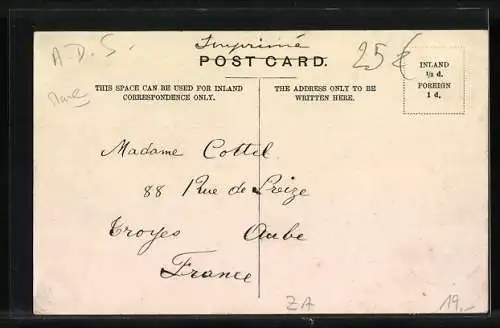 A.D.S.
Imprimé
25€
POST CARD.
INLAND
½ d.
FOREIGN
1 d.
Rare
THIS SPACE CAN BE USED FOR INLAND
CORRESPONDENCE ONLY.
THE ADDRESS ONLY TO BE
WRITTEN HERE.
Madame Cottel
88 Rue de Preize
Troyes Aube
France
ZA
19.-